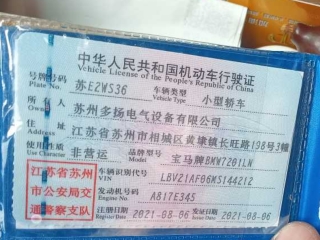 中华人民共和国机动车行驶证
Vehicle License of the People's Republic of China
号牌号码 苏E2WS36 车辆类型 小型轿车
Plate No. Vehicle Type
所有人 苏州多扬电气设备有限公司
Owner
住址 江苏省苏州市相城区黄埭镇长旺路198号3幢
Address
使用性质 非营运 品牌型号 宝马牌BMW7201LN
Use Character Model
江苏省苏州
市公安局交
通警察支队
车辆识别代号 LBV21AF06MS144212
VIN
发动机号码 A817E345
Engine No.
注册日期 2021-08-06 发证日期 2021-08-06
Register Date Issue Date